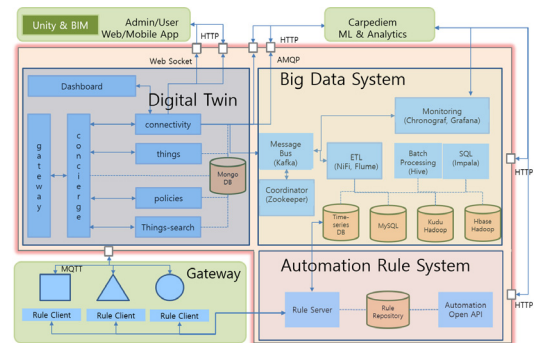 Unity & BIM
Admin/User
Web/Mobile App
HTTP
Carpediem
ML & Analytics
HTTP
Web Socket
AMQP
Digital Twin
Dashboard
gateway
concierge
connectivity
things
policies
Things-search
Mongo
DB
Big Data System
Monitoring
(Chronograf, Grafana)
Message
Bus
(Kafka)
Coordinator
(Zookeeper)
ETL
(NiFi, Flume)
Batch
Processing
(Hive)
SQL
(Impala)
Time-
series
DB
MySQL
Kudu
Hadoop
Hbase
Hadoop
HTTP
MQTT
Gateway
Rule Client
Rule Client
Rule Client
Automation Rule System
Rule Server
Rule
Repository
Automation
Open API
HTTP